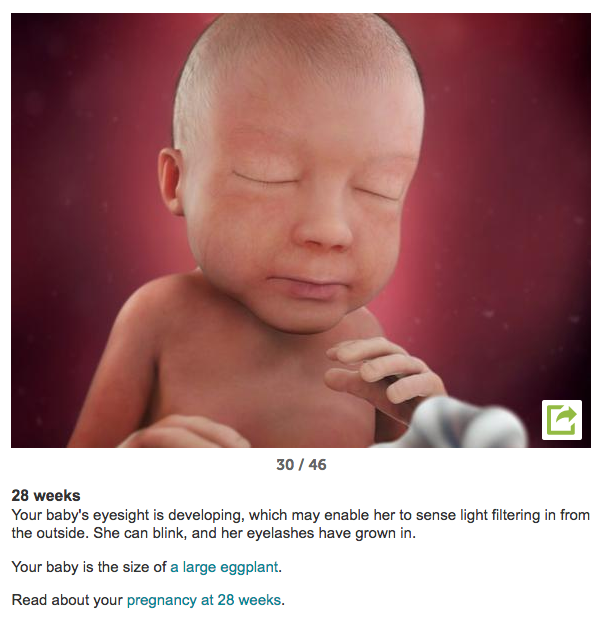 30 / 46
28 weeks
Your baby's eyesight is developing, which may enable her to sense light filtering in from
the outside. She can blink, and her eyelashes have grown in.
Your baby is the size of a large eggplant.
Read about your pregnancy at 28 weeks.